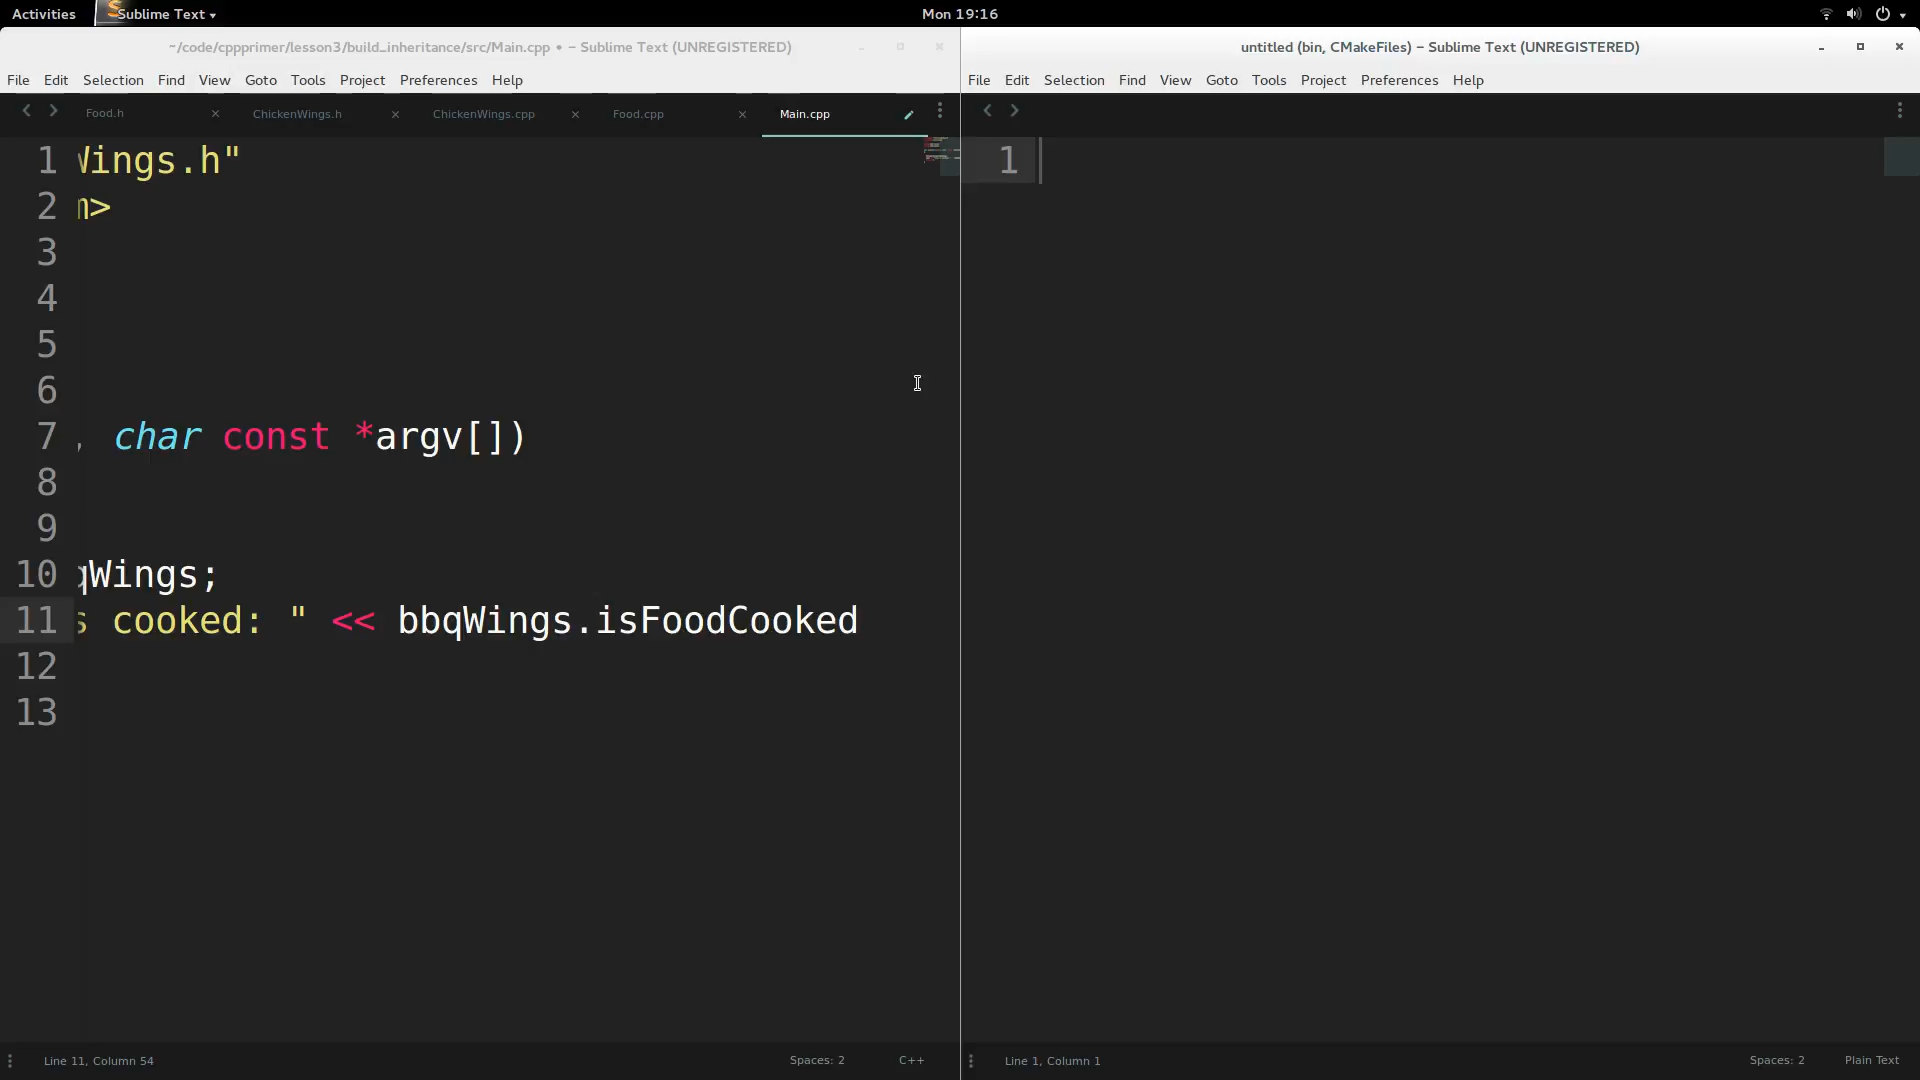 Activities
Sublime Text
Mon 19:16
~/code/cppprimer/lesson3/build_inheritance/src/Main.cpp • – Sublime Text (UNREGISTERED)
File Edit Selection Find View Goto Tools Project Preferences Help
Food.h
ChickenWings.h
ChickenWings.cpp
Food.cpp
Main.cpp
1 Wings.h"
2 m>
3
4
5
6
7 , char const *argv[])
8
9
10 qWings;
11 s cooked: " << bbqWings.isFoodCooked
12
13
Line 11, Column 54
Spaces: 2
C++
untitled (bin, CMakeFiles) – Sublime Text (UNREGISTERED)
File Edit Selection Find View Goto Tools Project Preferences Help
1
Line 1, Column 1
Spaces: 2
Plain Text